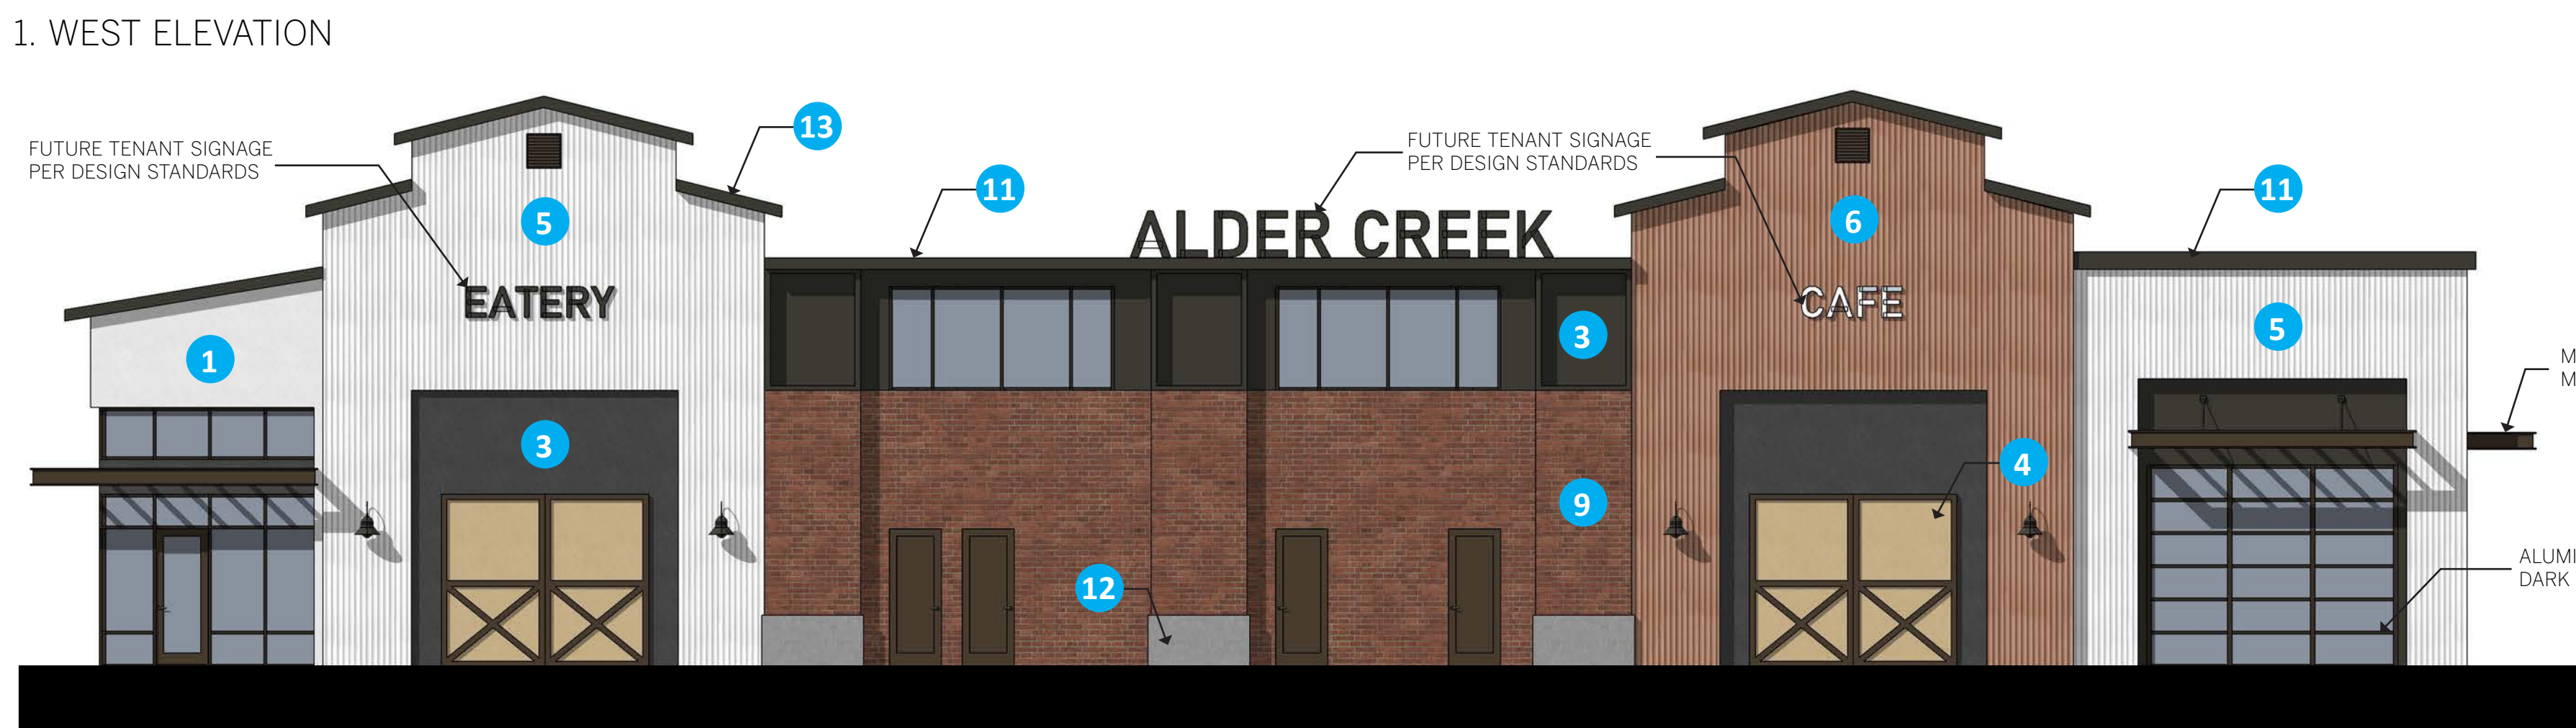 1. WEST ELEVATION
FUTURE TENANT SIGNAGE
PER DESIGN STANDARDS
13
11
FUTURE TENANT SIGNAGE
PER DESIGN STANDARDS
11
5
6
ALDER CREEK
EATERY
CAFE
1
3
5
3
4
9
12
DARK